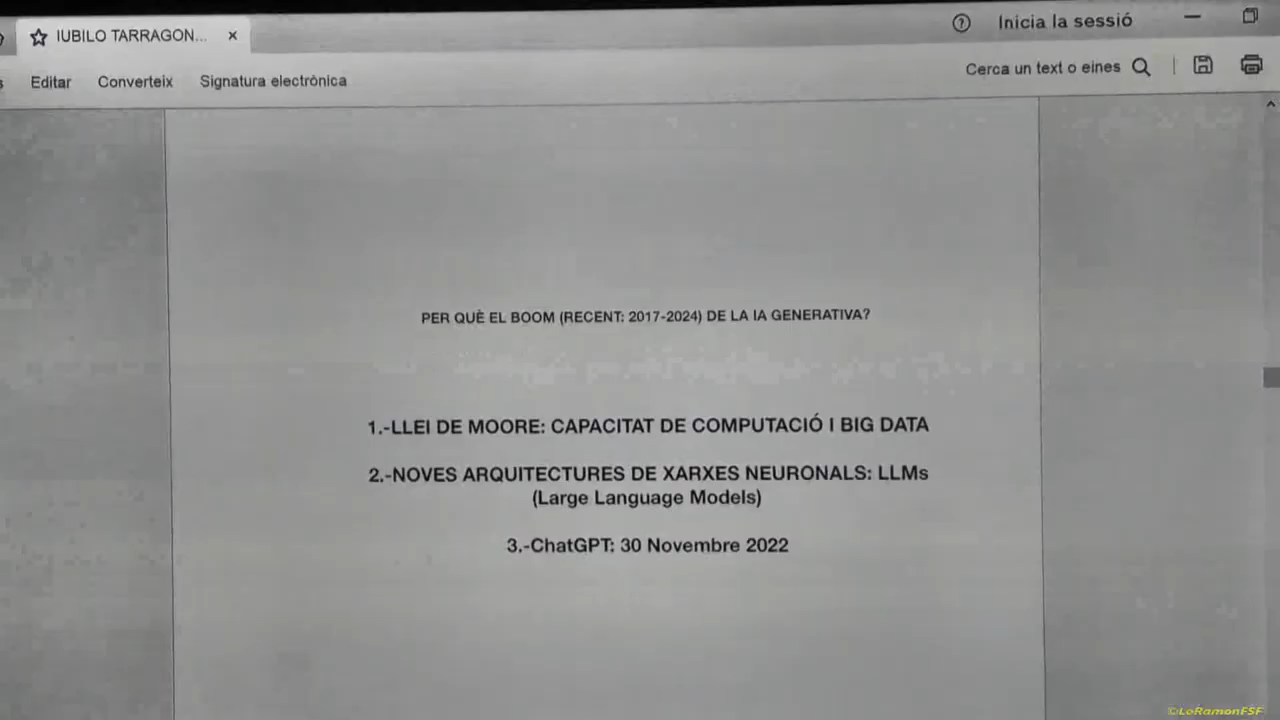 IUBILO TARRAGON...
Inicia la sessió
Editar Converteix Signatura electrònica
Cerca un text o eines
PER QUÈ EL BOOM (RECENT: 2017-2024) DE LA IA GENERATIVA?
1.-LLEI DE MOORE: CAPACITAT DE COMPUTACIÓ I BIG DATA
2.-NOVES ARQUITECTURES DE XARXES NEURONALS: LLMs
(Large Language Models)
3.-ChatGPT: 30 Novembre 2022
©LoRamonFSF